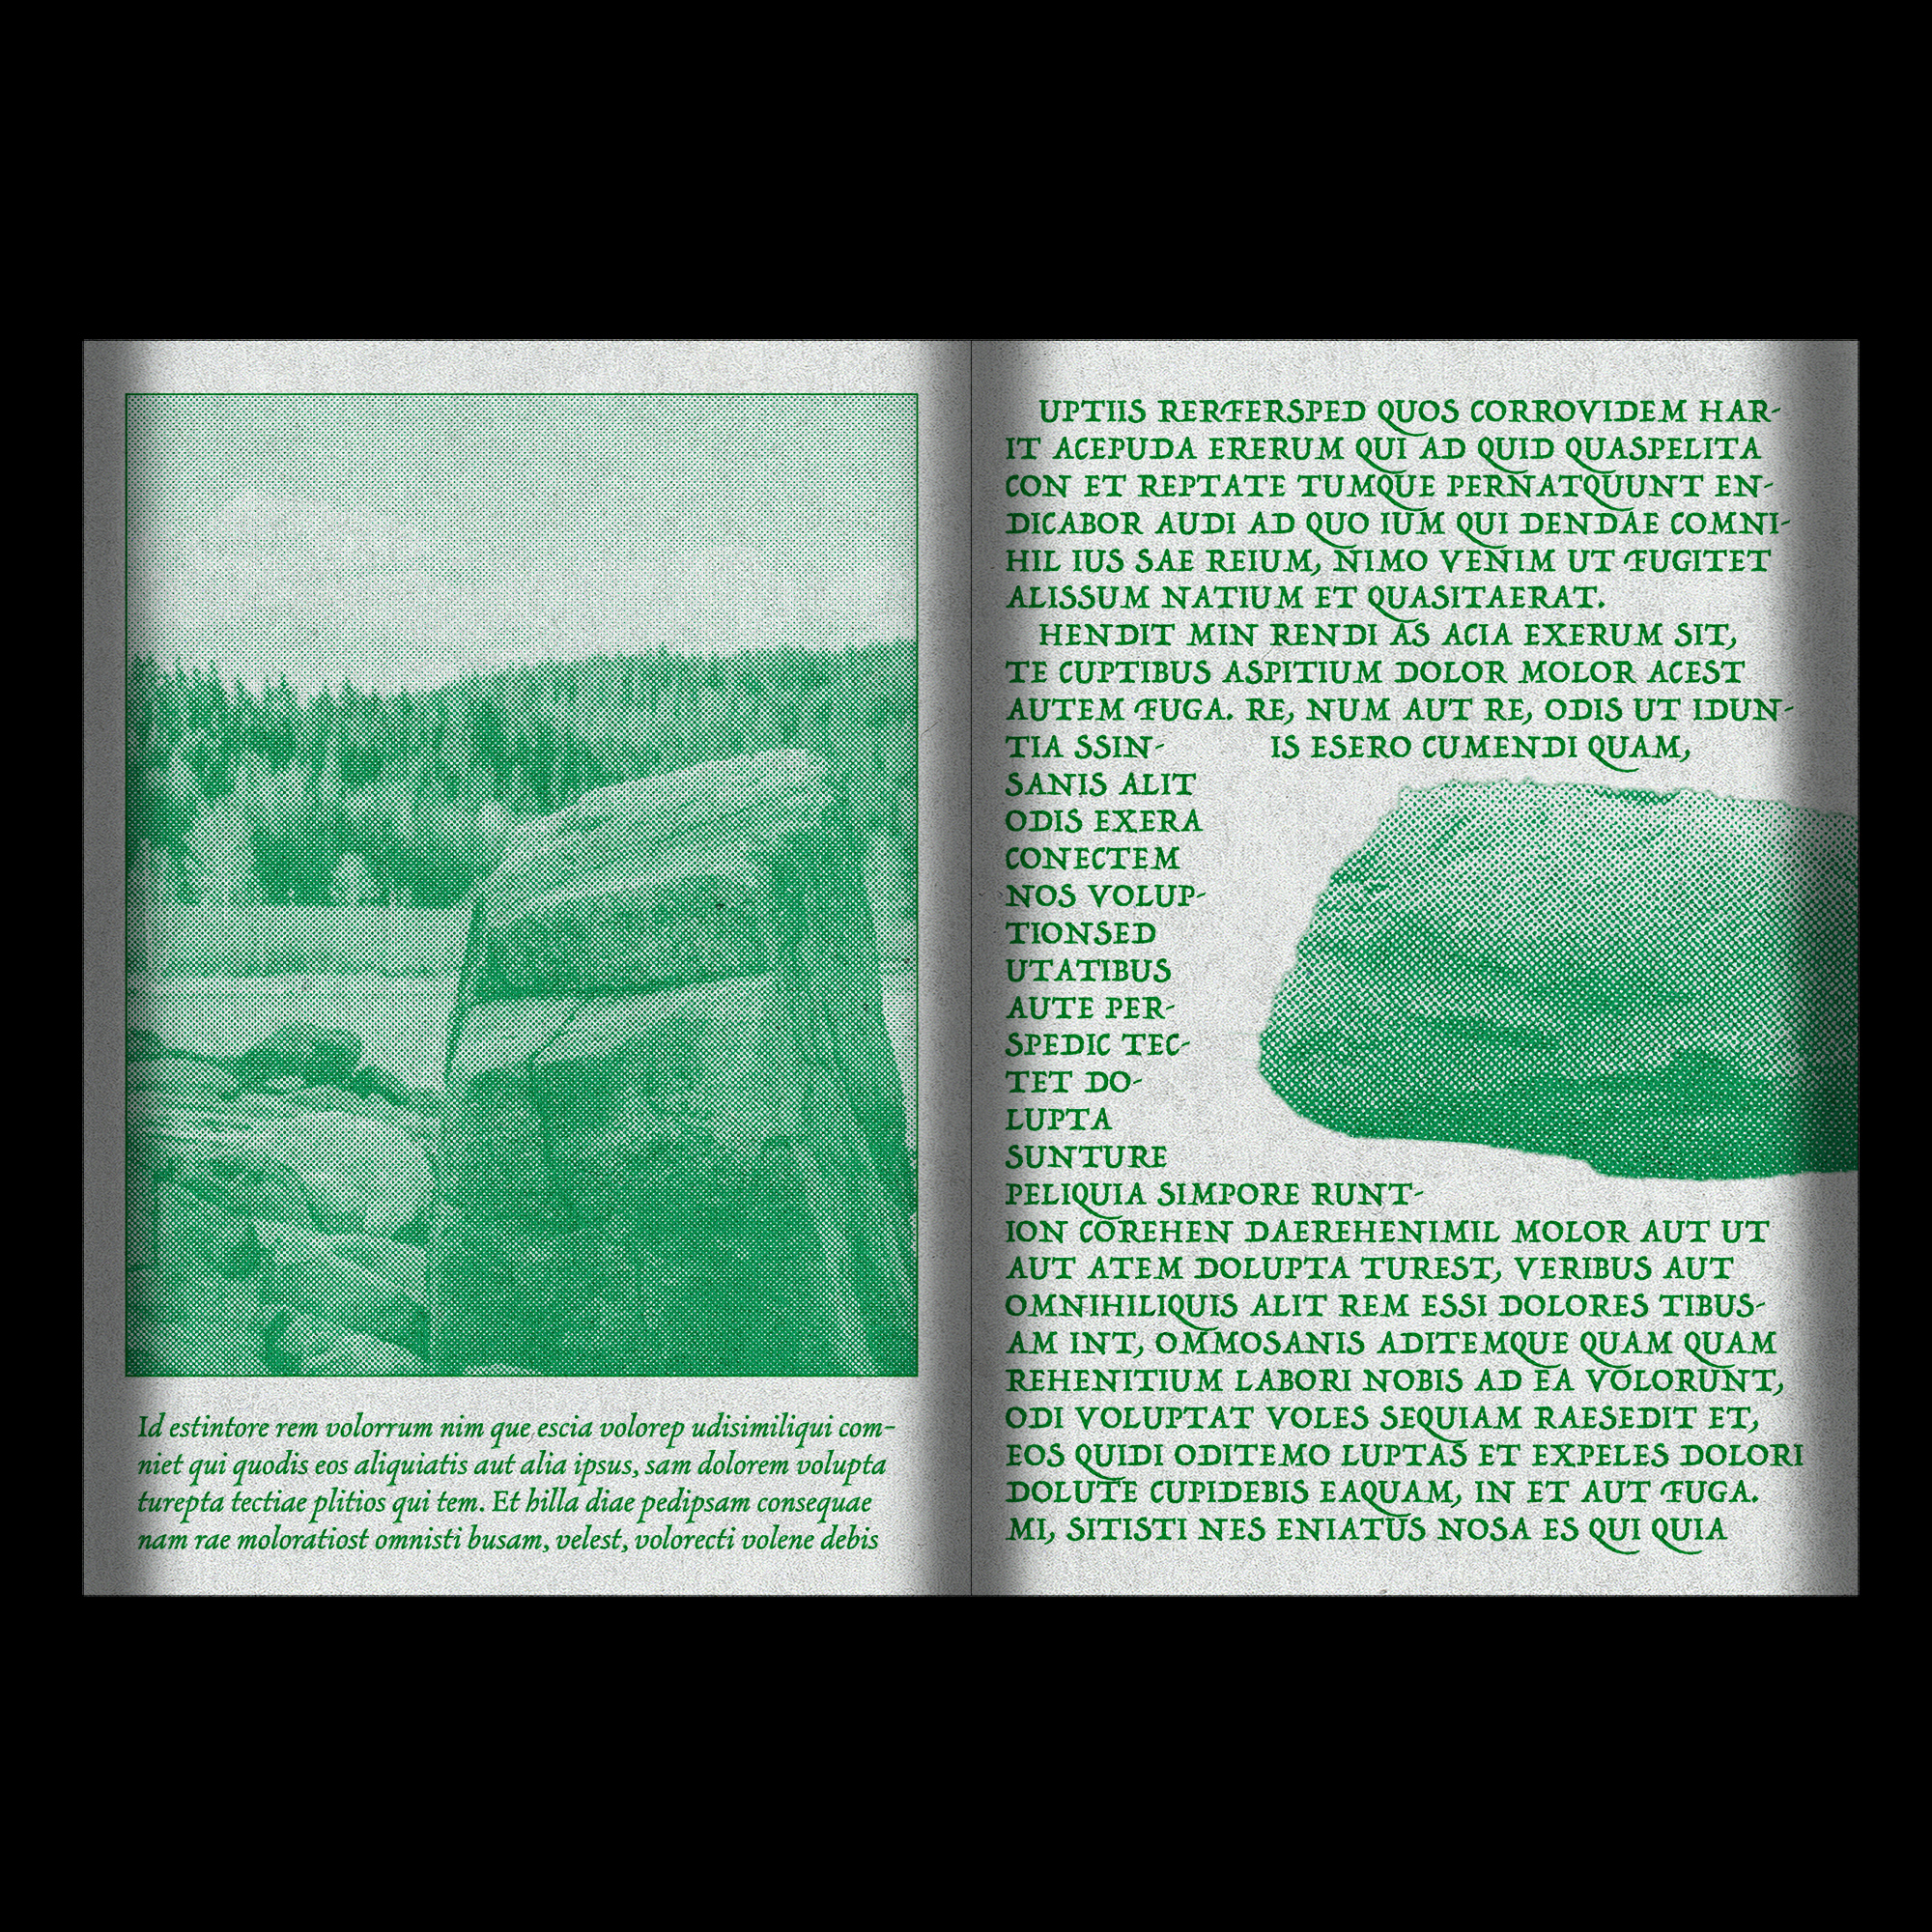 Id estintore rem volorrum nim que escia volorep udisimiliqui com-
niet qui quodis eos aliquiatis aut alia ipsus, sam dolorem volupta
turepta tectiae plitios qui tem. Et hilla diae pedipsam consequae
nam rae moloratiost omnisti busam, velest, volorecti volene debis
UPTIIS RERFERSPED QUOS CORROVIDEM HAR-
IT ACEPUDA ERERUM QUI AD QUID QUASPELITA
CON ET REPTATE TUMQUE PERNATQUUNT EN-
DICABOR AUDI AD QUO IUM QUI DENDAE COMNI-
HIL IUS SAE REIUM, NIMO VENIM UT FUGITET
ALISSUM NATIUM ET QUASITAERAT.
HENDIT MIN RENDI AS ACIA EXERUM SIT,
TE CUPTIBUS ASPITIUM DOLOR MOLOR ACEST
AUTEM FUGA. RE, NUM AUT RE, ODIS UT IDUN-
TIA SSIN- IS ESERO CUMENDI QUAM,
SANIS ALIT
ODIS EXERA
CONECTEM
NOS VOLUP-
TIONSED
UTATIBUS
AUTE PER-
SPEDIC TEC-
TET DO-
LUPTA
SUNTURE
PELIQUIA SIMPORE RUNT-
ION COREHEN DAEREHENIMIL MOLOR AUT UT
AUT ATEM DOLUPTA TUREST, VERIBUS AUT
OMNIHILIQUIS ALIT REM ESSI DOLORES TIBUS-
AM INT, OMMOSANIS ADITEMQUE QUAM QUAM
REHENITIUM LABORI NOBIS AD EA VOLORUNT,
ODI VOLUPTAT VOLES SEQUIAM RAESEDIT ET,
EOS QUIDI ODITEMO LUPTAS ET EXPELES DOLORI
DOLUTE CUPIDEBIS EAQUAM, IN ET AUT FUGA.
MI, SITISTI NES ENIATUS NOSA ES QUI QUIA